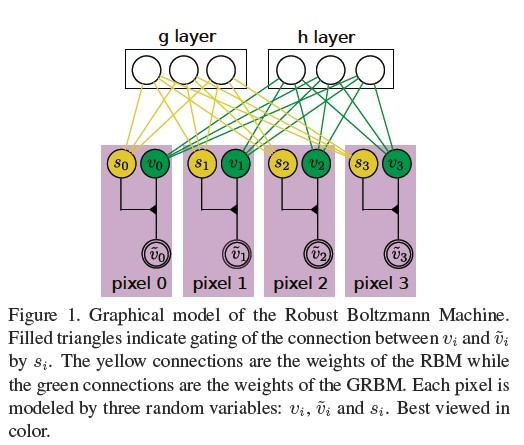 g layer h layer
s₀ v₀ s₁ v₁ s₂ v₂ s₃ v₃
ṽ₀ ṽ₁ ṽ₂ ṽ₃
pixel 0 pixel 1 pixel 2 pixel 3
Figure 1. Graphical model of the Robust Boltzmann Machine.
Filled triangles indicate gating of the connection between vᵢ and ṽᵢ
by sᵢ. The yellow connections are the weights of the RBM while
the green connections are the weights of the GRBM. Each pixel is
modeled by three random variables: vᵢ, ṽᵢ and sᵢ. Best viewed in
color.